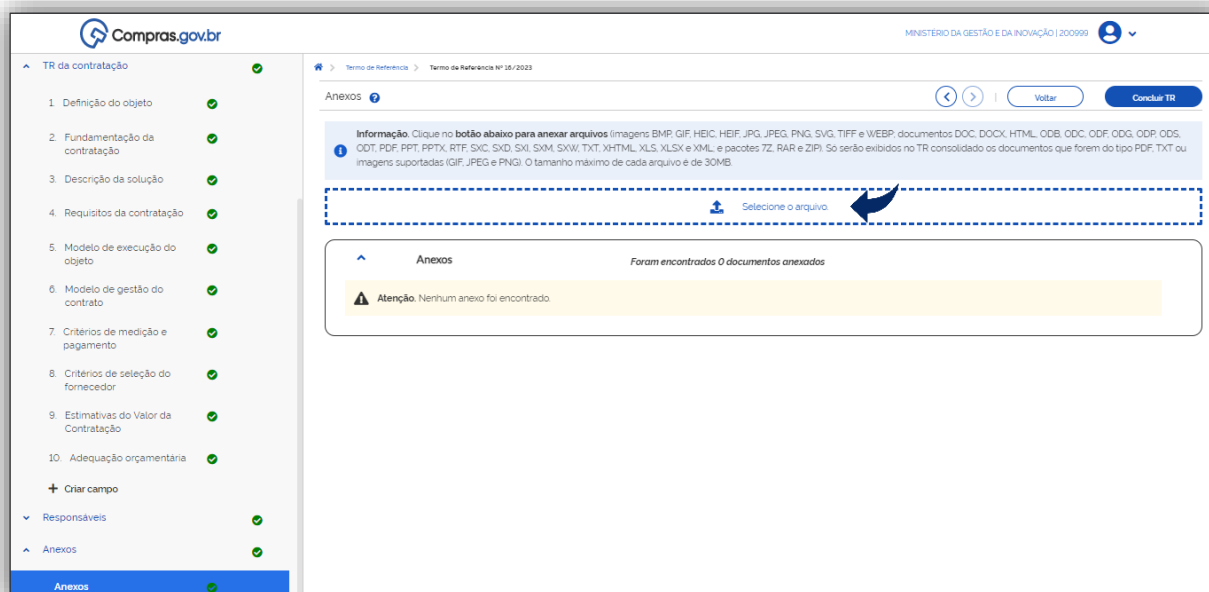 Compras.gov.br
MINISTÉRIO DA GESTÃO E DA INOVAÇÃO | 200999
TR da contratação
1. Definição do objeto
2. Fundamentação da
contratação
3. Descrição da solução
4. Requisitos da contratação
5. Modelo de execução do
objeto
6. Modelo de gestão do
contrato
7. Critérios de medição e
pagamento
8. Critérios de seleção do
fornecedor
9. Estimativas do Valor da
Contratação
10. Adequação orçamentária
+ Criar campo
Responsáveis
Anexos
Anexos
> Termo de Referência > Termo de Referência Nº 16/2023
Anexos
Voltar
Concluir TR
Informação. Clique no botão abaixo para anexar arquivos (imagens BMP, GIF, HEIC, HEIF, JPG, JPEG, PNG, SVG, TIFF e WEBP; documentos DOC, DOCX, HTML, ODB, ODC, ODF, ODG, ODP, ODS,
ODT, PDF, PPT, PPTX, RTF, SXC, SXD, SXI, SXM, SXW, TXT, XHTML, XLS, XLSX e XML; e pacotes 7Z, RAR e ZIP). Só serão exibidos no TR consolidado os documentos que forem do tipo PDF, TXT ou
imagens suportadas (GIF, JPEG e PNG). O tamanho máximo de cada arquivo é de 30MB.
Selecione o arquivo.
Anexos
Foram encontrados 0 documentos anexados
Atenção. Nenhum anexo foi encontrado.